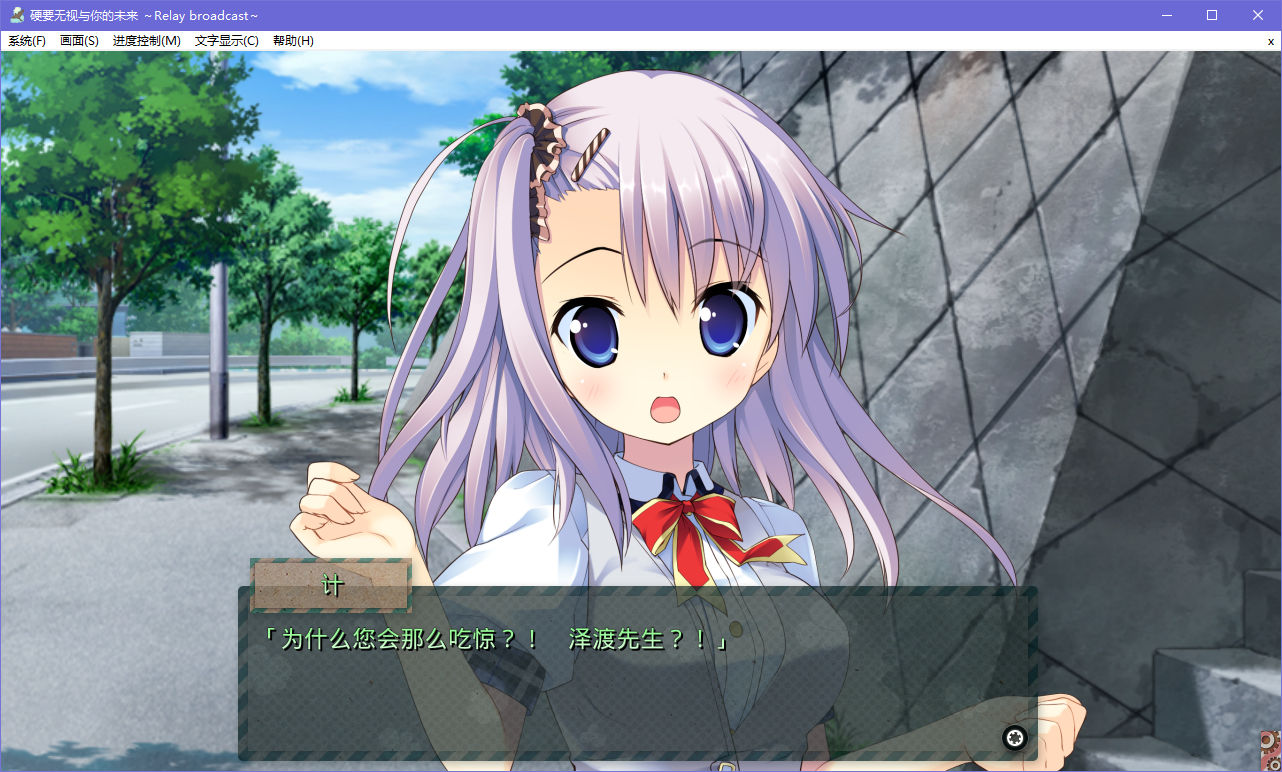 硬要无视与你的未来 ~Relay broadcast~
系统(F) 画面(S) 进度控制(M) 文字显示(C) 帮助(H) x
计
「为什么您会那么吃惊？！　泽渡先生？！」